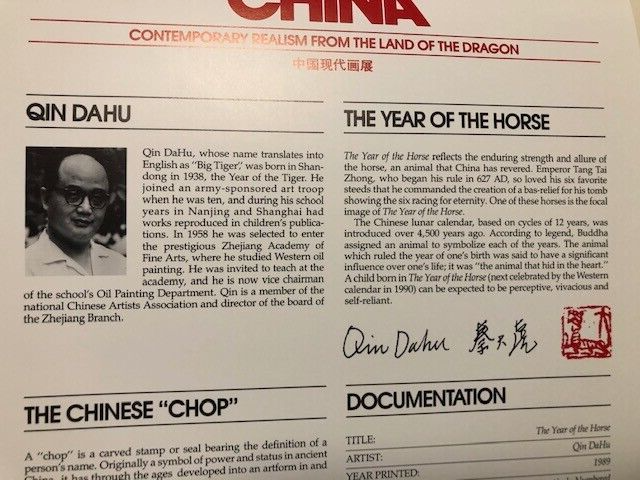 CHINA
CONTEMPORARY REALISM FROM THE LAND OF THE DRAGON
中国现代画展
QIN DAHU
Qin DaHu, whose name translates into
English as "Big Tiger," was born in Shan-
dong in 1938, the Year of the Tiger. He
joined an army-sponsored art troop
when he was ten, and during his school
years in Nanjing and Shanghai had
works reproduced in children's publica-
tions. In 1958 he was selected to enter
the prestigious Zhejiang Academy of
Fine Arts, where he studied Western oil
painting. He was invited to teach at the
academy, and he is now vice chairman
of the school's Oil Painting Department. Qin is a member of the
national Chinese Artists Association and director of the board of
the Zhejiang Branch.
THE YEAR OF THE HORSE
The Year of the Horse reflects the enduring strength and allure of
the horse, an animal that China has revered. Emperor Tang Tai
Zhong, who began his rule in 627 AD, so loved his six favorite
steeds that he commanded the creation of a bas-relief for his tomb
showing the six racing for eternity. One of these horses is the focal
image of The Year of the Horse.
The Chinese lunar calendar, based on cycles of 12 years, was
introduced over 4,500 years ago. According to legend, Buddha
assigned an animal to symbolize each of the years. The animal
which ruled the year of one's birth was said to have a significant
influence over one's life; it was "the animal that hid in the heart."
A child born in The Year of the Horse (next celebrated by the Western
calendar in 1990) can be expected to be perceptive, vivacious and
self-reliant.
Qin Dahu
THE CHINESE "CHOP"
A "chop" is a carved stamp or seal bearing the definition of a
person's name. Originally a symbol of power and status in ancient
China, it has through the ages developed into an artform in and
DOCUMENTATION
TITLE: The Year of the Horse
ARTIST: Qin DaHu
YEAR PRINTED: 1989